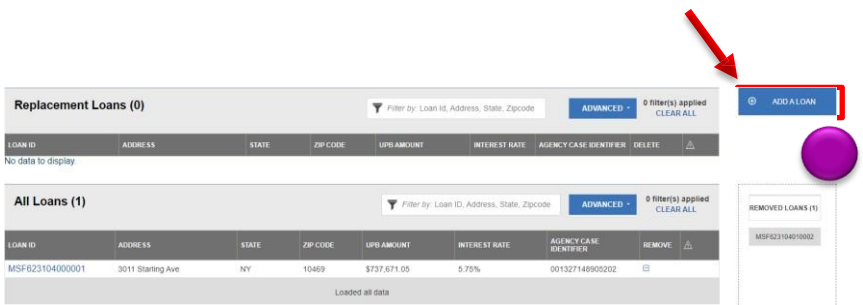 Replacement Loans (0)
Filter by: Loan Id, Address, State, Zipcode
ADVANCED
0 filter(s) applied
CLEAR ALL
ADD A LOAN
LOAN ID ADDRESS STATE ZIP CODE UPB AMOUNT INTEREST RATE AGENCY CASE IDENTIFIER DELETE
No data to display
All Loans (1)
Filter by: Loan ID, Address, State, Zipcode
ADVANCED
0 filter(s) applied
CLEAR ALL
REMOVED LOANS (1)
MSF623104010002
LOAN ID ADDRESS STATE ZIP CODE UPB AMOUNT INTEREST RATE AGENCY CASE IDENTIFIER REMOVE
MSF623104000001 3011 Starling Ave NY 10469 $737,671.05 5.75% 001327148905202
Loaded all data